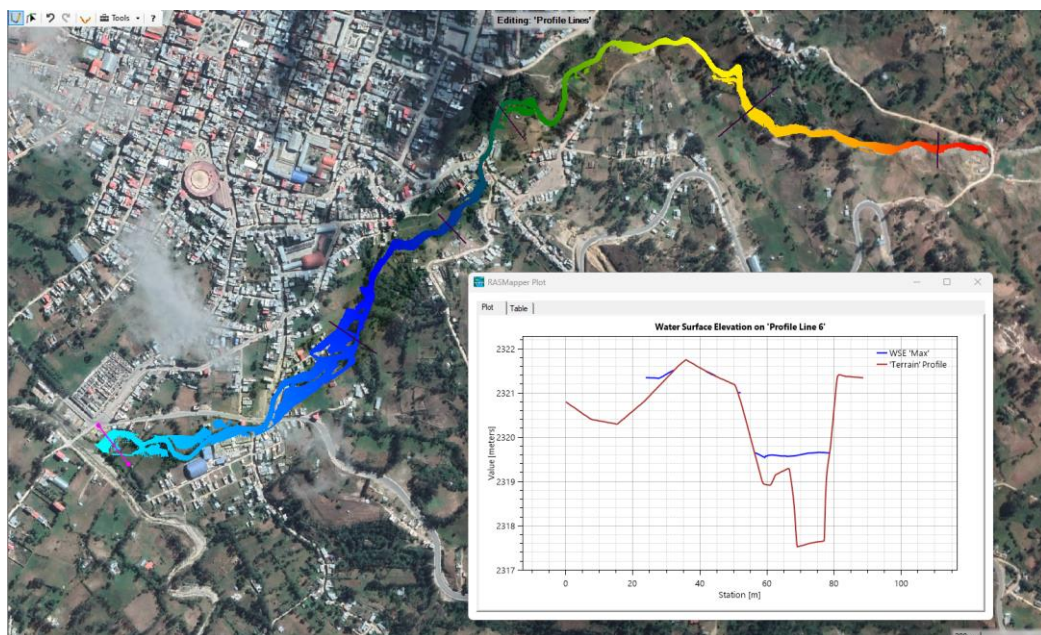 Tools
?
Editing: 'Profile Lines'
RASMapper Plot
Plot
Table
Water Surface Elevation on 'Profile Line 6'
WSE 'Max'
'Terrain' Profile
2322
2321
2320
2319
2318
2317
Value [meters]
0
20
40
60
80
100
Station [m]